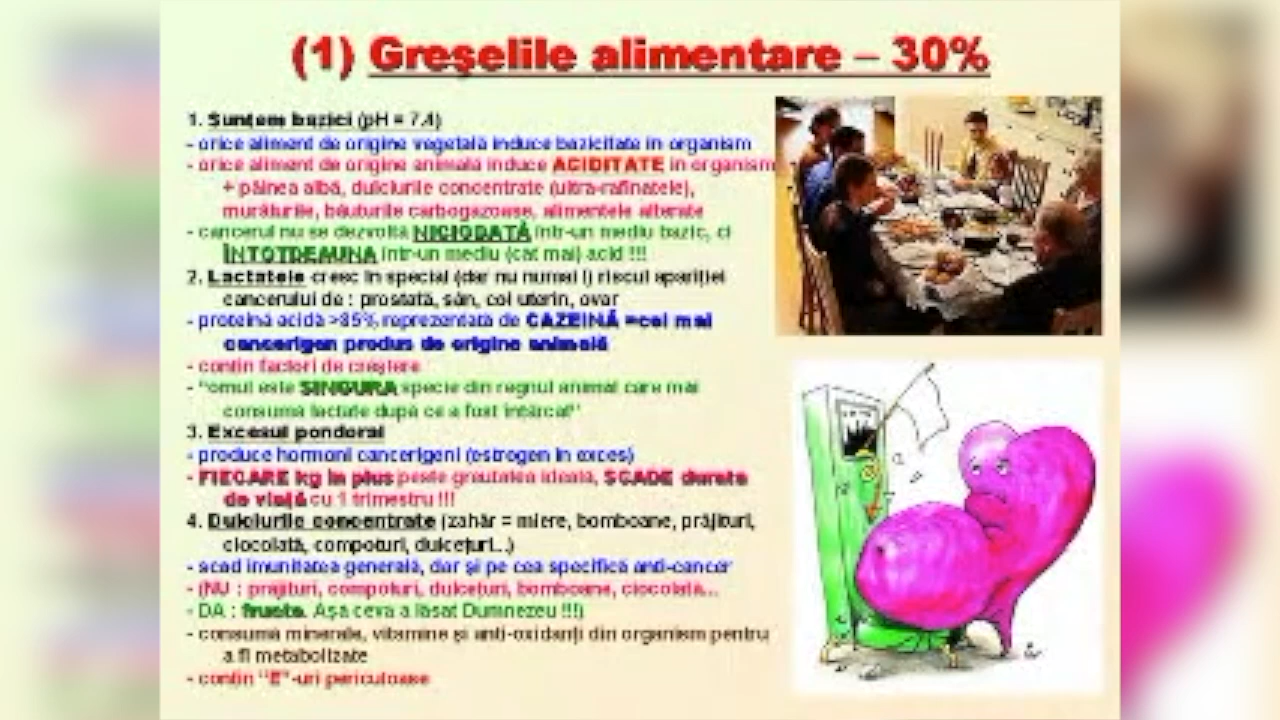 (1) Greşelile alimentare – 30%
1. Suntem bazici (pH = 7.4)
- orice aliment de origine vegetală induce bazicitate în organism
- orice aliment de origine animală induce ACIDITATE în organism
+ pâinea albă, dulciurile concentrate (ultra-rafinatele),
murăturile, băuturile carbogazoase, alimentele alterate
- cancerul nu se dezvoltă NICIODATĂ într-un mediu bazic, ci
ÎNTOTDEAUNA într-un mediu (cât mai) acid !!!
2. Lactatele cresc în special (dar nu numai !) riscul apariţiei
cancerului de : prostată, sân, col uterin, ovar
- proteină acidă >85% reprezentată de CAZEINĂ =cel mai
cancerigen produs de origine animală
- conţin factori de creştere
- "omul este SINGURA specie din regnul animal care mai
consumă lactate după ce a fost înţărcat"
3. Excesul ponderal
- produce hormoni cancerigeni (estrogen în exces)
- FIECARE kg în plus peste greutatea ideală, SCADE durata
de viaţă cu 1 trimestru !!!
4. Dulciurile concentrate (zahăr = miere, bomboane, prăjituri,
ciocolată, compoturi, dulceţuri...)
- scad imunitatea generală, dar şi pe cea specifică anti-cancer
- (NU : prăjituri, compoturi, dulceţuri, bomboane, ciocolată...
- DA : fructe. Aşa ceva a lăsat Dumnezeu !!!)
- consumă minerale, vitamine şi anti-oxidanţi din organism pentru
a fi metabolizate
- conţin "E"-uri periculoase